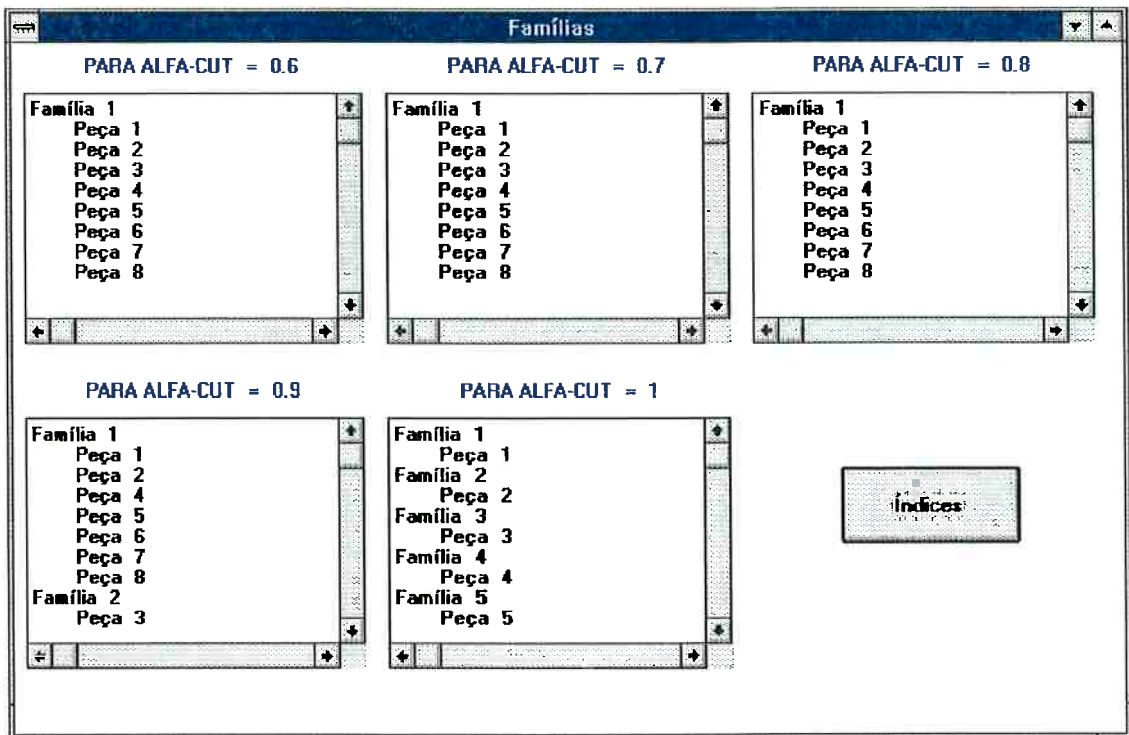 Famílias
PARA ALFA-CUT = 0.6
Família 1
Peça 1
Peça 2
Peça 3
Peça 4
Peça 5
Peça 6
Peça 7
Peça 8
PARA ALFA-CUT = 0.7
Família 1
Peça 1
Peça 2
Peça 3
Peça 4
Peça 5
Peça 6
Peça 7
Peça 8
PARA ALFA-CUT = 0.8
Família 1
Peça 1
Peça 2
Peça 3
Peça 4
Peça 5
Peça 6
Peça 7
Peça 8
PARA ALFA-CUT = 0.9
Família 1
Peça 1
Peça 2
Peça 4
Peça 5
Peça 6
Peça 7
Peça 8
Família 2
Peça 3
PARA ALFA-CUT = 1
Família 1
Peça 1
Família 2
Peça 2
Família 3
Peça 3
Família 4
Peça 4
Família 5
Peça 5
Índices